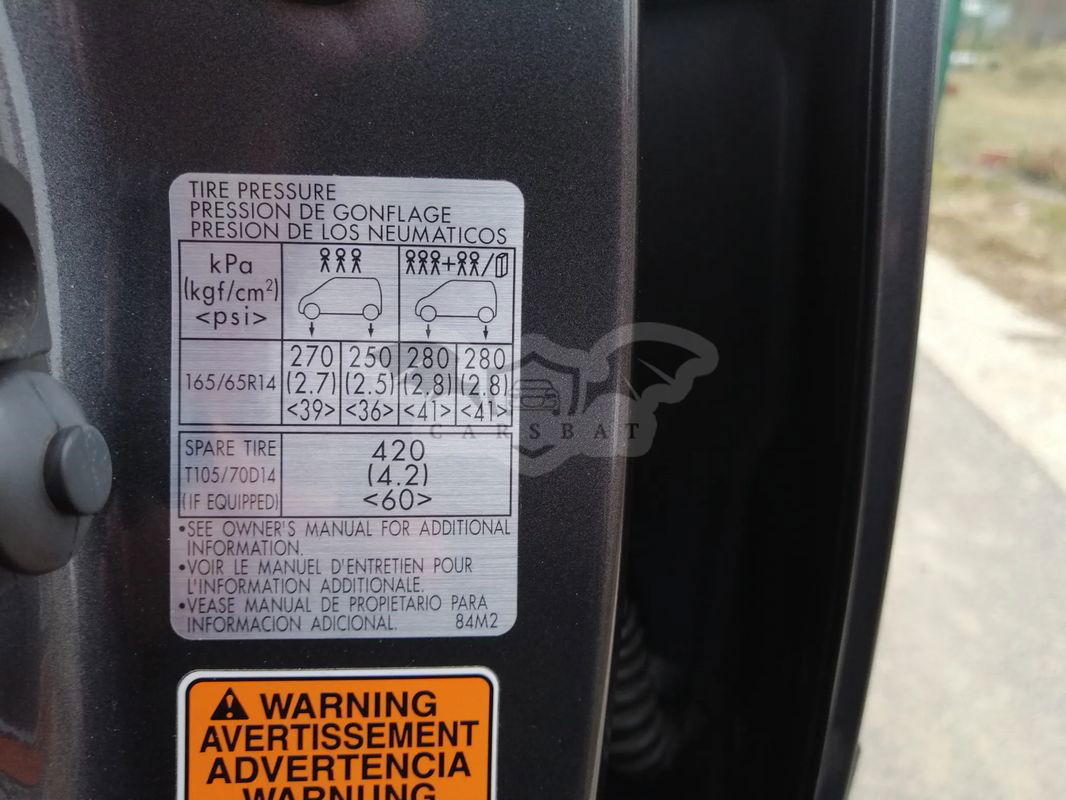 TIRE PRESSURE
PRESSION DE GONFLAGE
PRESION DE LOS NEUMATICOS
kPa
(kgf/cm²)
<psi>
+ /
165/65R14
270 250 280 280
(2.7) (2.5) (2.8) (2.8)
<39> <36> <41> <41>
SPARE TIRE
T105/70D14
(IF EQUIPPED)
420
(4.2)
<60>
•SEE OWNER'S MANUAL FOR ADDITIONAL
INFORMATION.
•VOIR LE MANUEL D'ENTRETIEN POUR
L'INFORMATION ADDITIONALE.
•VEASE MANUAL DE PROPIETARIO PARA
INFORMACION ADICIONAL. 84M2
CARSBAT
WARNING
AVERTISSEMENT
ADVERTENCIA
WARNUNG